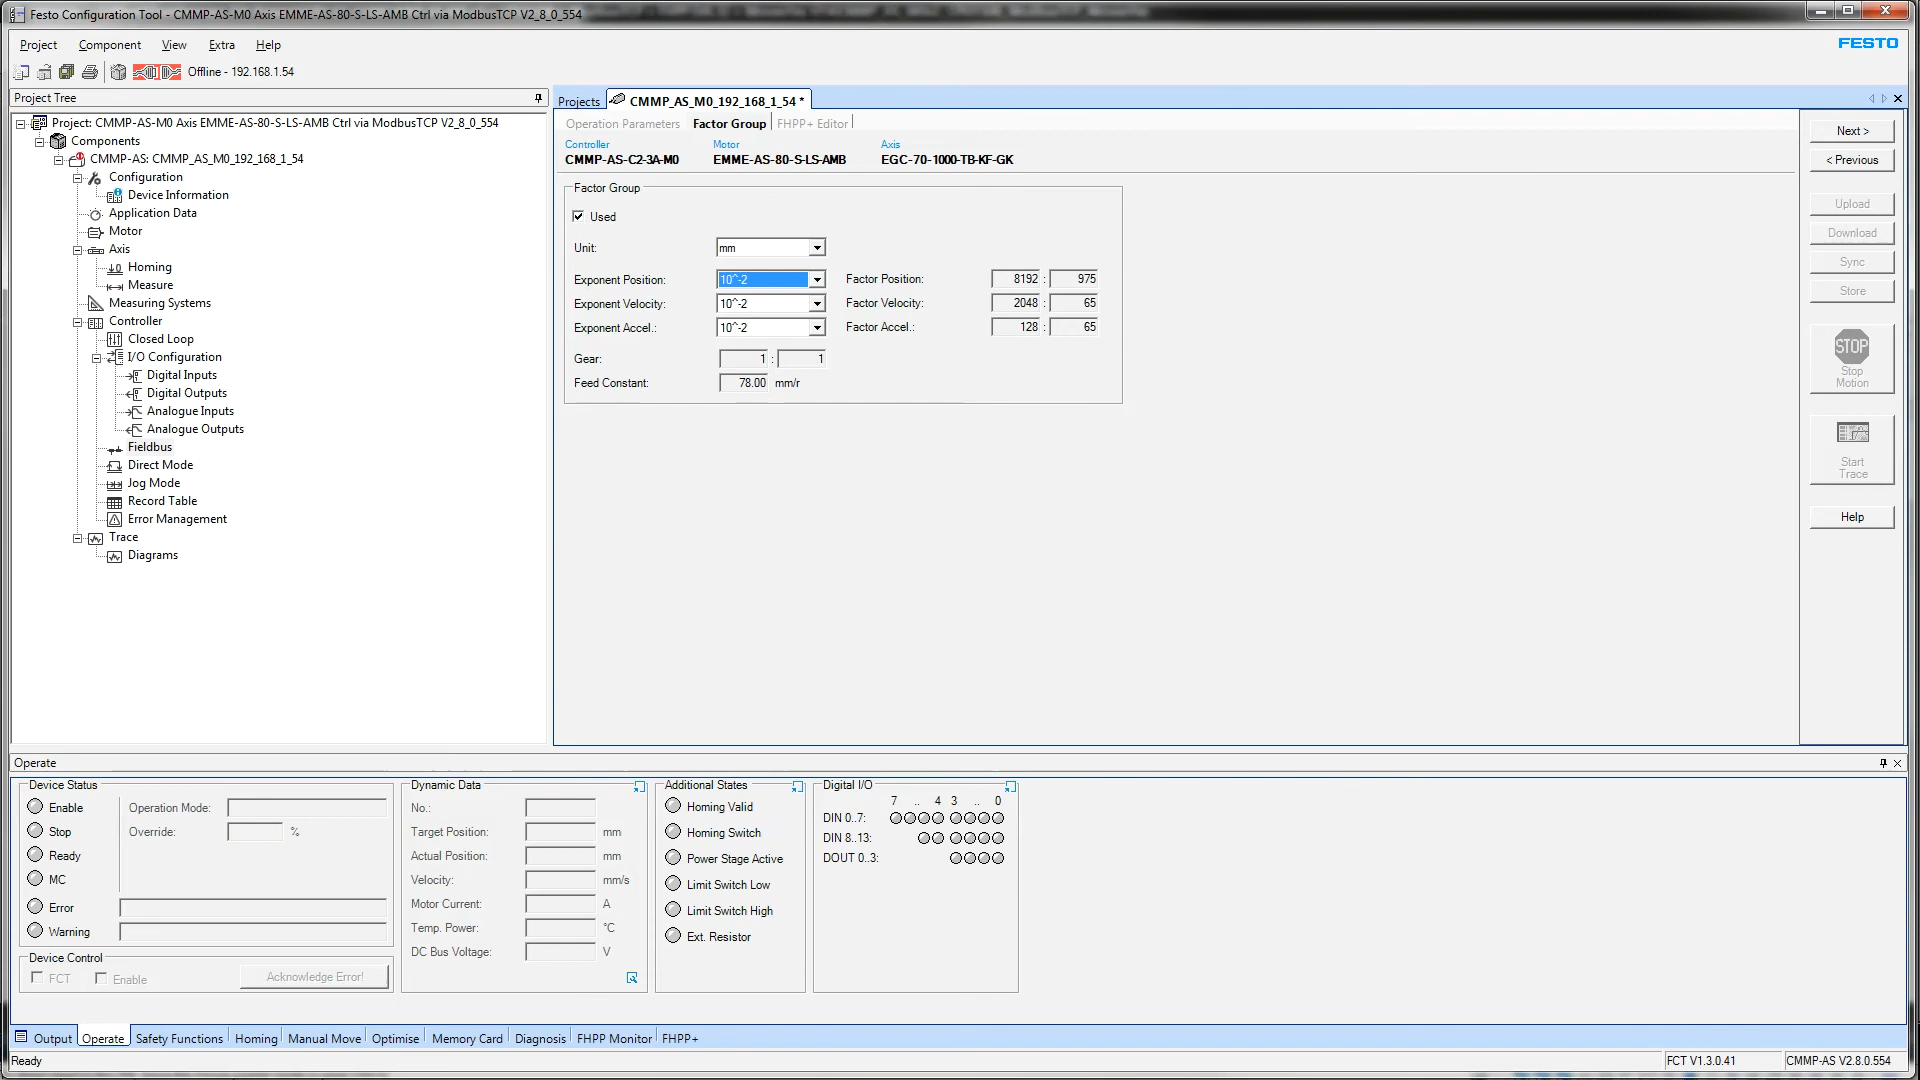 Festo Configuration Tool - CMMP-AS-M0 Axis EMME-AS-80-S-LS-AMB Ctrl via ModbusTCP V2_8_0_554
Project Component View Extra Help
FESTO
Offline - 192.168.1.54
Project Tree
Project: CMMP-AS-M0 Axis EMME-AS-80-S-LS-AMB Ctrl via ModbusTCP V2_8_0_554
Components
CMMP-AS: CMMP_AS_M0_192_168_1_54
Configuration
Device Information
Application Data
Motor
Axis
Homing
Measure
Measuring Systems
Controller
Closed Loop
I/O Configuration
Digital Inputs
Digital Outputs
Analogue Inputs
Analogue Outputs
Fieldbus
Direct Mode
Jog Mode
Record Table
Error Management
Trace
Diagrams
Projects CMMP_AS_M0_192_168_1_54 *
Operation Parameters Factor Group FHPP+ Editor
Controller Motor Axis
CMMP-AS-C2-3A-M0 EMME-AS-80-S-LS-AMB EGC-70-1000-TB-KF-GK
Factor Group
Used
Unit: mm
Exponent Position: 10^-2 Factor Position: 8192 : 975
Exponent Velocity: 10^-2 Factor Velocity: 2048 : 65
Exponent Accel.: 10^-2 Factor Accel.: 128 : 65
Gear: 1 : 1
Feed Constant: 78.00 mm/r
Next >
< Previous
Upload
Download
Sync
Store
STOP
Stop
Motion
Start
Trace
Help
Operate
Device Status
Enable
Stop
Ready
MC
Error
Warning
Operation Mode:
Override: %
Device Control
FCT Enable Acknowledge Error!
Dynamic Data
No.:
Target Position: mm
Actual Position: mm
Velocity: mm/s
Motor Current: A
Temp. Power: °C
DC Bus Voltage: V
Additional States
Homing Valid
Homing Switch
Power Stage Active
Limit Switch Low
Limit Switch High
Ext. Resistor
Digital I/O
7 .. 4 3 .. 0
DIN 0..7:
DIN 8..13:
DOUT 0..3:
Output Operate Safety Functions Homing Manual Move Optimise Memory Card Diagnosis FHPP Monitor FHPP+
Ready
FCT V1.3.0.41 CMMP-AS V2.8.0.554